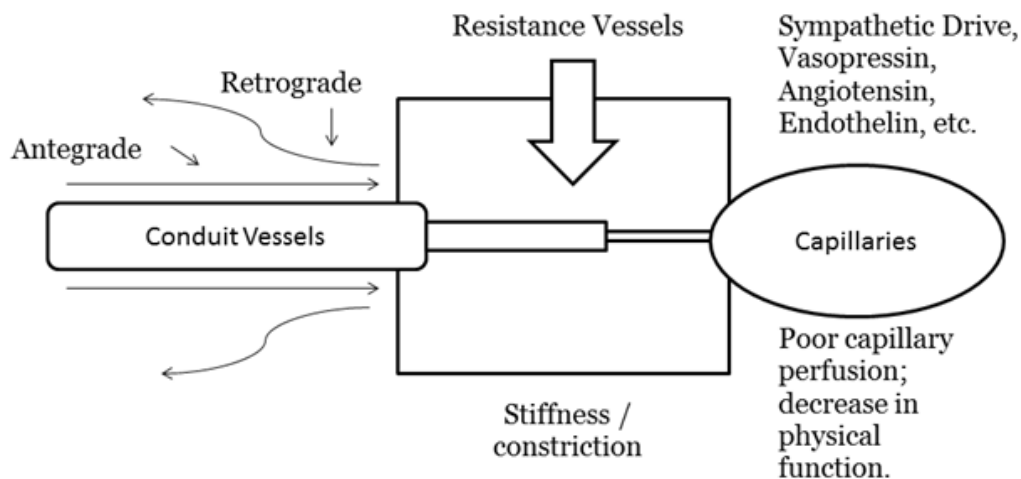 Resistance Vessels
Sympathetic Drive,
Vasopressin,
Angiotensin,
Endothelin, etc.
Retrograde
Antegrade
Conduit Vessels
Capillaries
Stiffness /
constriction
Poor capillary
perfusion;
decrease in
physical
function.